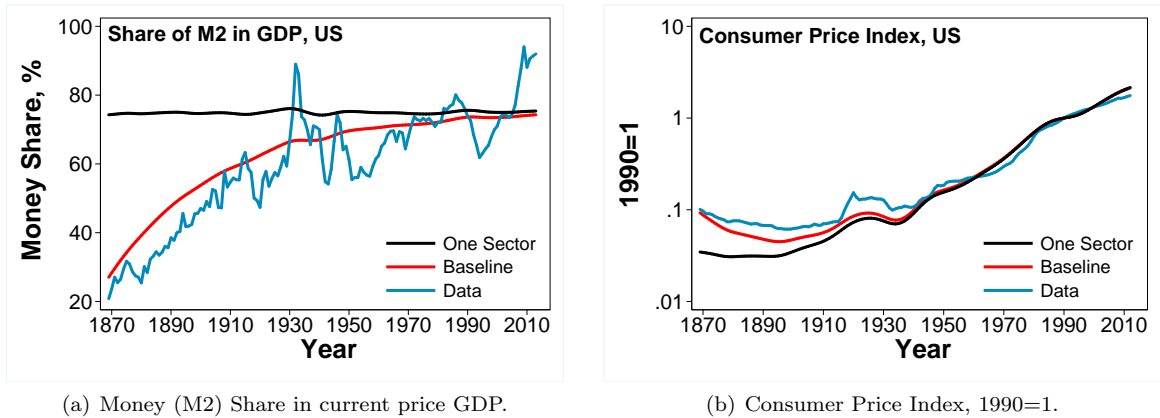 Share of M2 in GDP, US
Money Share, %
100
80
60
40
20
One Sector
Baseline
Data
1870 1890 1910 1930 1950 1970 1990 2010
Year
(a) Money (M2) Share in current price GDP.
Consumer Price Index, US
1990=1
10
1
.1
.01
One Sector
Baseline
Data
1870 1890 1910 1930 1950 1970 1990 2010
Year
(b) Consumer Price Index, 1990=1.